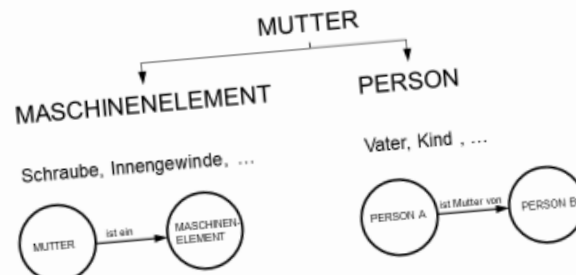 MUTTER
MASCHINENELEMENT
Schraube, Innengewinde, ...
MUTTER
ist ein
MASCHINEN-
ELEMENT
PERSON
Vater, Kind , ...
PERSON A
ist Mutter von
PERSON B